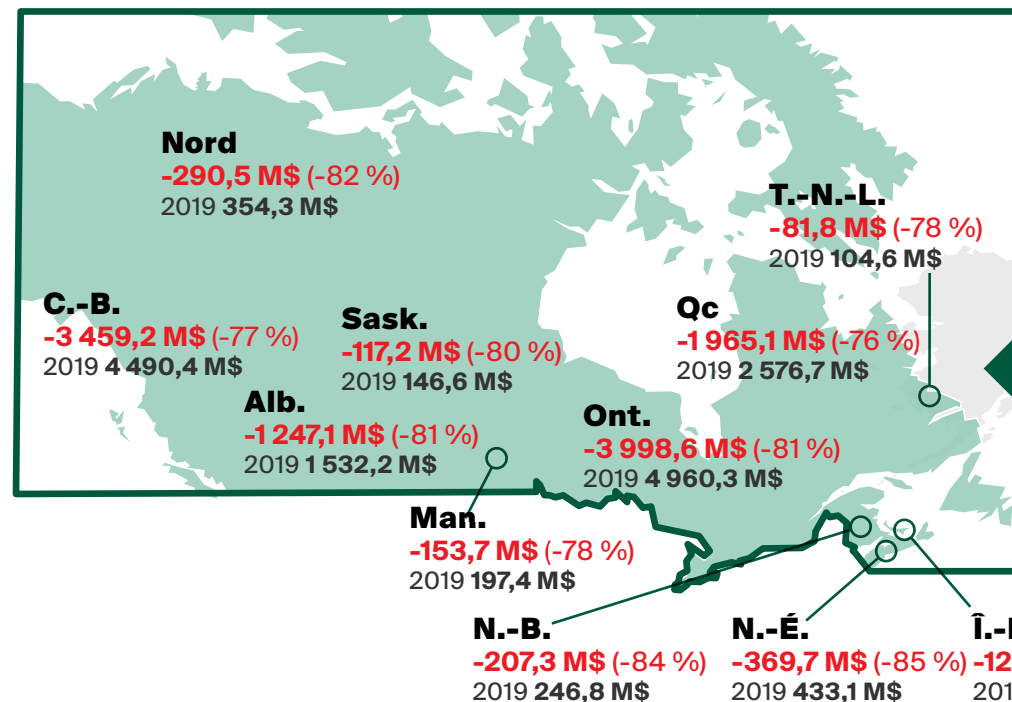 Nord
-290,5 M$ (-82 %)
2019 354,3 M$
T.-N.-L.
-81,8 M$ (-78 %)
2019 104,6 M$
C.-B.
-3 459,2 M$ (-77 %)
2019 4 490,4 M$
Sask.
-117,2 M$ (-80 %)
2019 146,6 M$
Qc
-1 965,1 M$ (-76 %)
2019 2 576,7 M$
Alb.
-1 247,1 M$ (-81 %)
2019 1 532,2 M$
Ont.
-3 998,6 M$ (-81 %)
2019 4 960,3 M$
Man.
-153,7 M$ (-78 %)
2019 197,4 M$
N.-B.
-207,3 M$ (-84 %)
2019 246,8 M$
N.-É.
-369,7 M$ (-85 %)
2019 433,1 M$
Î.-
-12
201